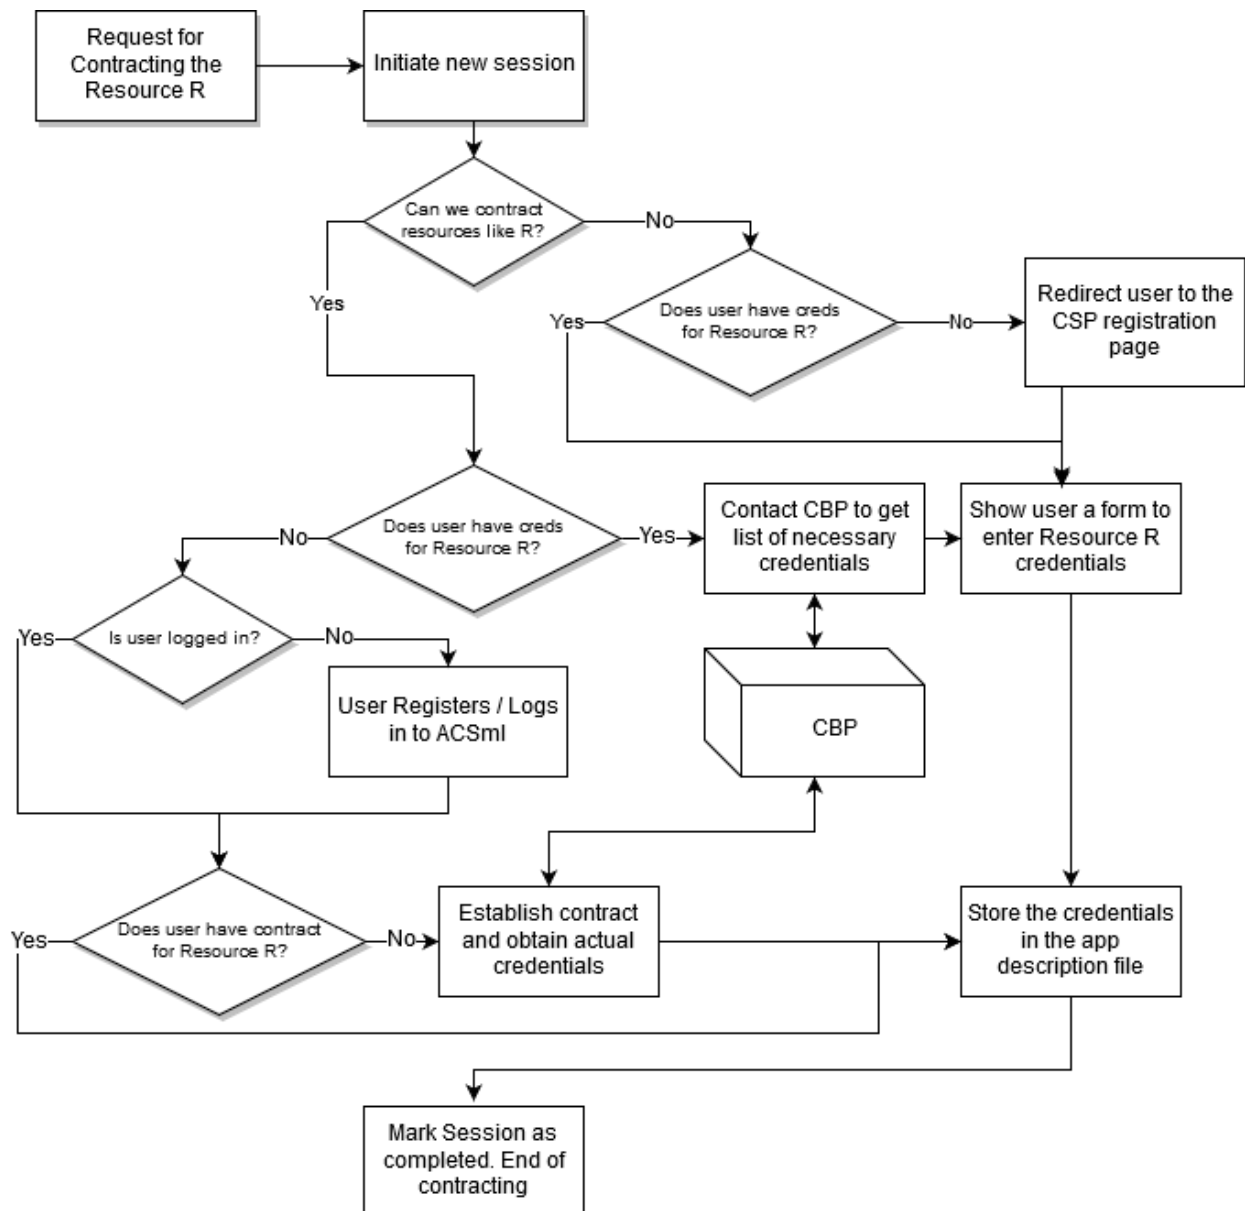 Request for
Contracting the
Resource R
Initiate new session
Can we contract
resources like R?
No
Yes
Does user have creds
for Resource R?
Yes
No
Redirect user to the
CSP registration
page
Does user have creds
for Resource R?
No
Yes
Contact CBP to get
list of necessary
credentials
Show user a form to
enter Resource R
credentials
Is user logged in?
Yes
No
User Registers / Logs
in to ACSmI
CBP
Does user have contract
for Resource R?
Yes
No
Establish contract
and obtain actual
credentials
Store the credentials
in the app
description file
Mark Session as
completed. End of
contracting